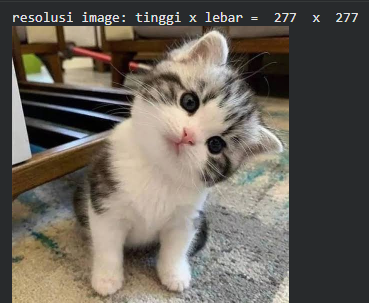 resolusi image: tinggi x lebar =  277  x  277